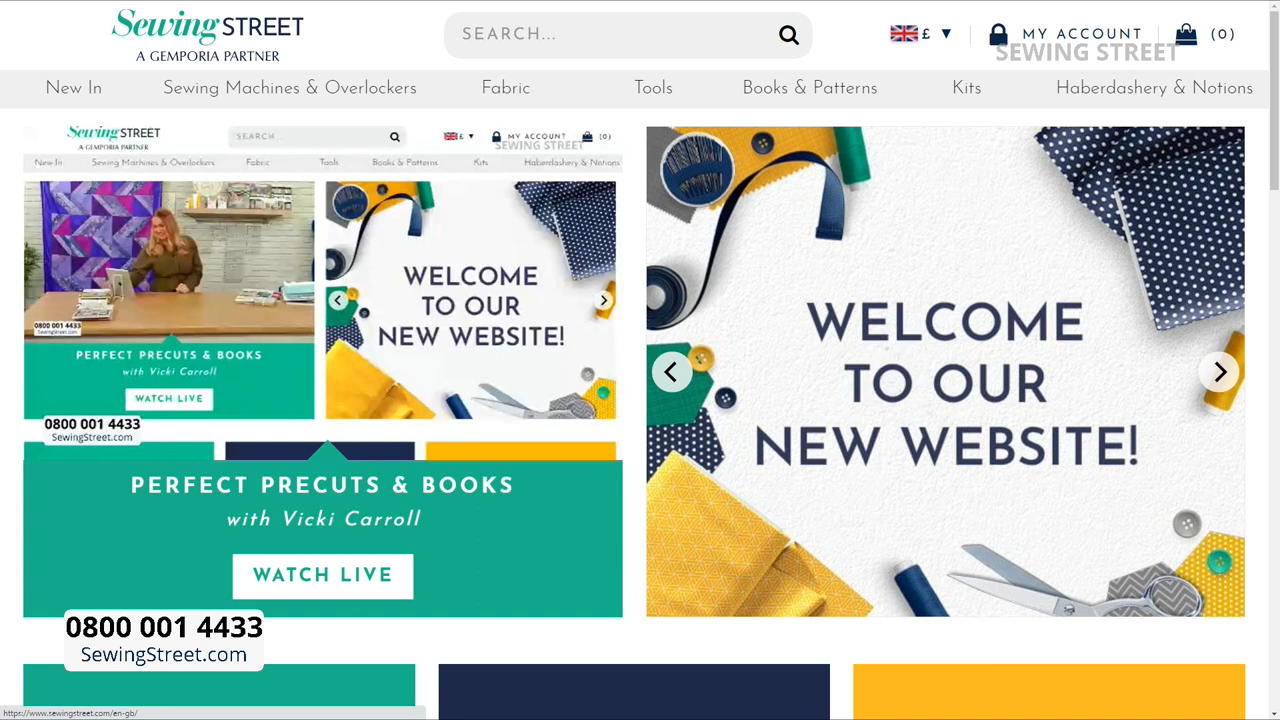 Sewing STREET
A GEMPORIA PARTNER
SEARCH...
£ ▼
MY ACCOUNT
(0)
SEWING STREET
New In
Sewing Machines & Overlockers
Fabric
Tools
Books & Patterns
Kits
Haberdashery & Notions
Sewing STREET
A GEMPORIA PARTNER
SEARCH...
£ ▼
MY ACCOUNT
(0)
SEWING STREET
New In
Sewing Machines & Overlockers
Fabric
Tools
Books & Patterns
Kits
Haberdashery & Notions
0800 001 4433
SewingStreet.com
PERFECT PRECUTS & BOOKS
with Vicki Carroll
WATCH LIVE
WELCOME
TO OUR
NEW WEBSITE!
0800 001 4433
SewingStreet.com
PERFECT PRECUTS & BOOKS
with Vicki Carroll
WATCH LIVE
WELCOME
TO OUR
NEW WEBSITE!
0800 001 4433
SewingStreet.com
https://www.sewingstreet.com/en-gb/